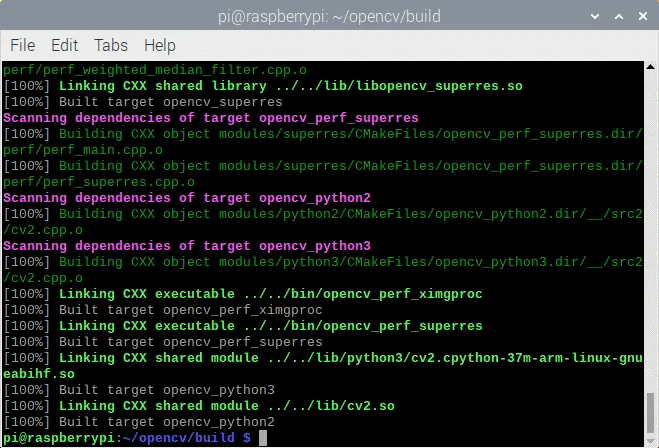 pi@raspberrypi: ~/opencv/build
File Edit Tabs Help
perf/perf_weighted_median_filter.cpp.o
[100%] Linking CXX shared library ../../lib/libopencv_superres.so
[100%] Built target opencv_superres
Scanning dependencies of target opencv_perf_superres
[100%] Building CXX object modules/superres/CMakeFiles/opencv_perf_superres.dir/
perf/perf_main.cpp.o
[100%] Building CXX object modules/superres/CMakeFiles/opencv_perf_superres.dir/
perf/perf_superres.cpp.o
Scanning dependencies of target opencv_python2
[100%] Building CXX object modules/python2/CMakeFiles/opencv_python2.dir/__/src2
/cv2.cpp.o
Scanning dependencies of target opencv_python3
[100%] Building CXX object modules/python3/CMakeFiles/opencv_python3.dir/__/src2
/cv2.cpp.o
[100%] Linking CXX executable ../../bin/opencv_perf_ximgproc
[100%] Built target opencv_perf_ximgproc
[100%] Linking CXX executable ../../bin/opencv_perf_superres
[100%] Built target opencv_perf_superres
[100%] Linking CXX shared module ../../lib/python3/cv2.cpython-37m-arm-linux-gnu
eabihf.so
[100%] Built target opencv_python3
[100%] Linking CXX shared module ../../lib/cv2.so
[100%] Built target opencv_python2
pi@raspberrypi:~/opencv/build $